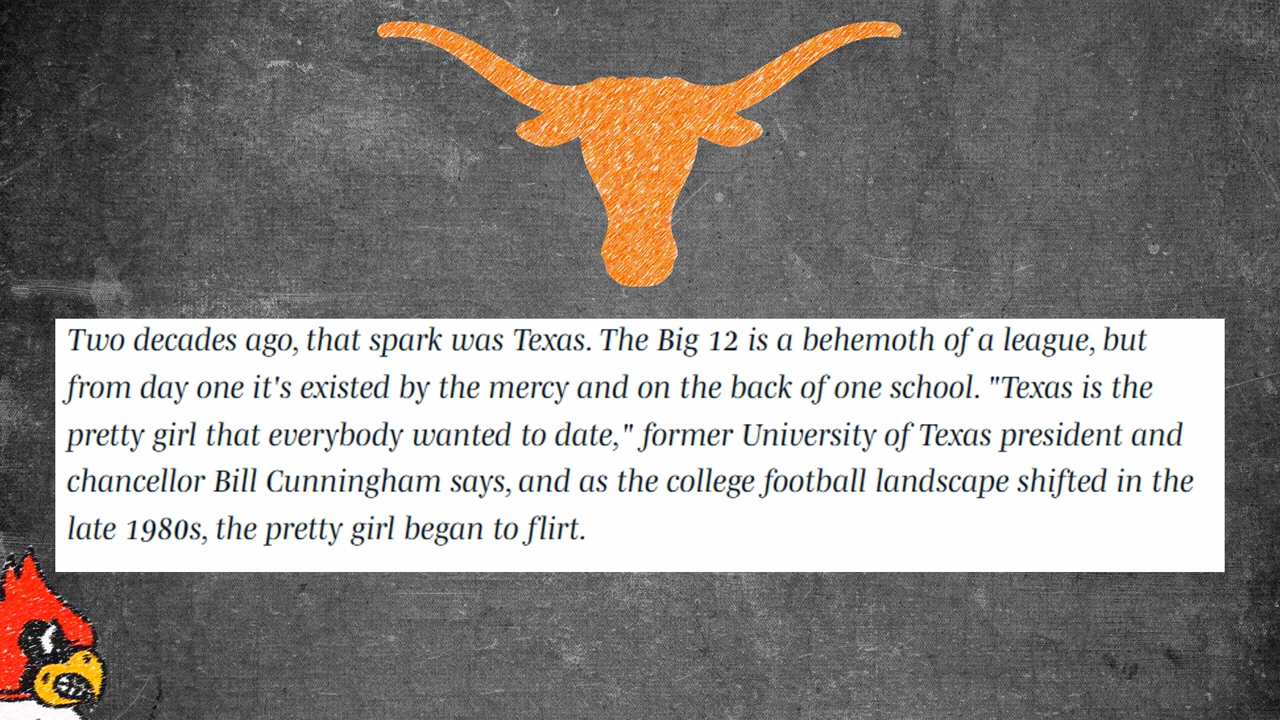 Two decades ago, that spark was Texas. The Big 12 is a behemoth of a league, but
from day one it's existed by the mercy and on the back of one school. "Texas is the
pretty girl that everybody wanted to date," former University of Texas president and
chancellor Bill Cunningham says, and as the college football landscape shifted in the
late 1980s, the pretty girl began to flirt.